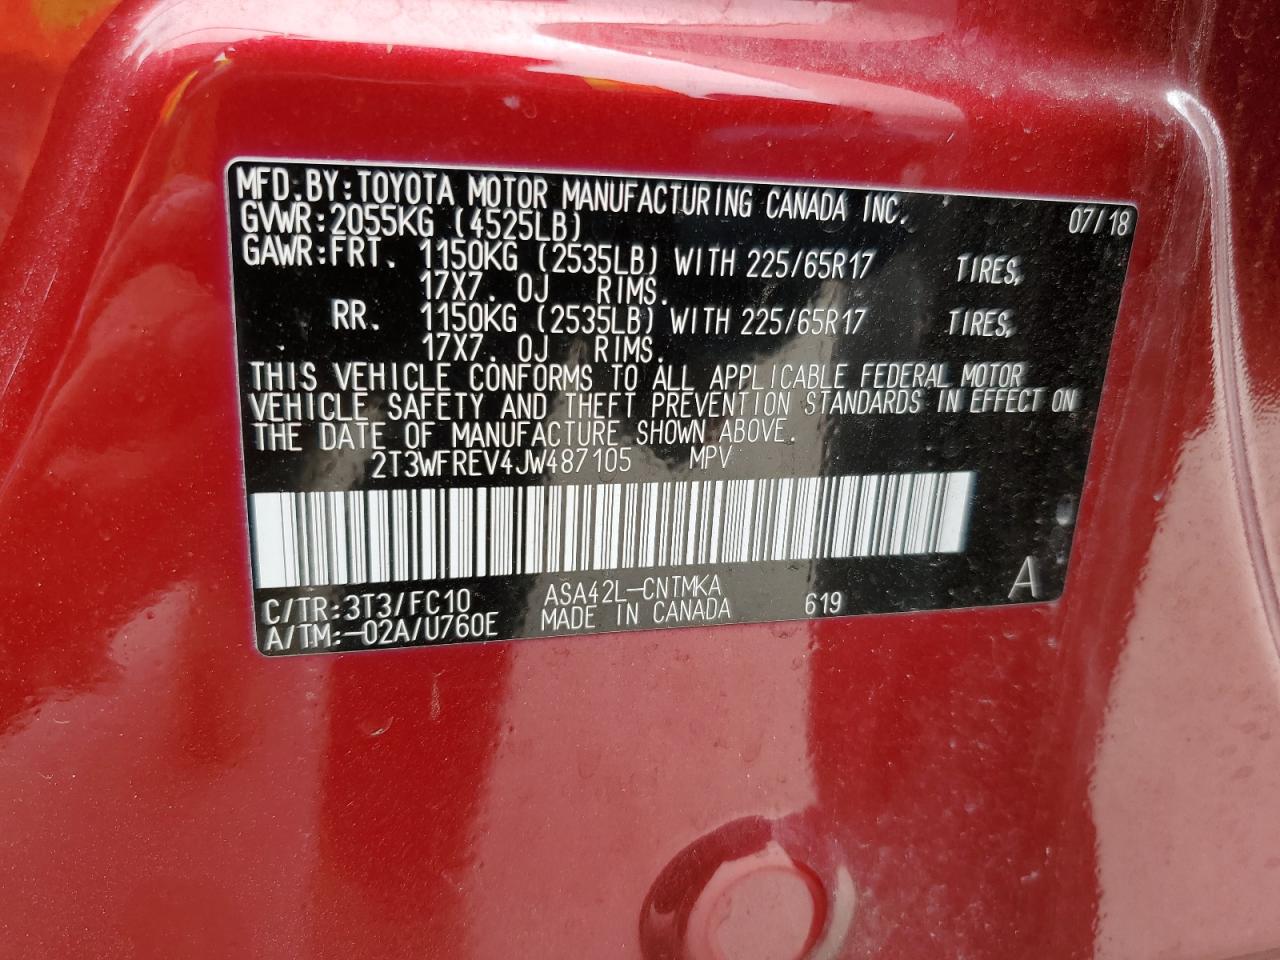 MFD.BY:TOYOTA MOTOR MANUFACTURING CANADA INC. 07/18
GVWR:2055KG (4525LB)
GAWR:FRT. 1150KG (2535LB) WITH 225/65R17 TIRES,
17X7. 0J RIMS.
RR. 1150KG (2535LB) WITH 225/65R17 TIRES,
17X7. 0J RIMS.
THIS VEHICLE CONFORMS TO ALL APPLICABLE FEDERAL MOTOR
VEHICLE SAFETY AND THEFT PREVENTION STANDARDS IN EFFECT ON
THE DATE OF MANUFACTURE SHOWN ABOVE.
2T3WFREV4JW487105 MPV
A
C/TR:3T3/FC10 ASA42L-CNTMKA
A/TM:-02A/U760E MADE IN CANADA 619